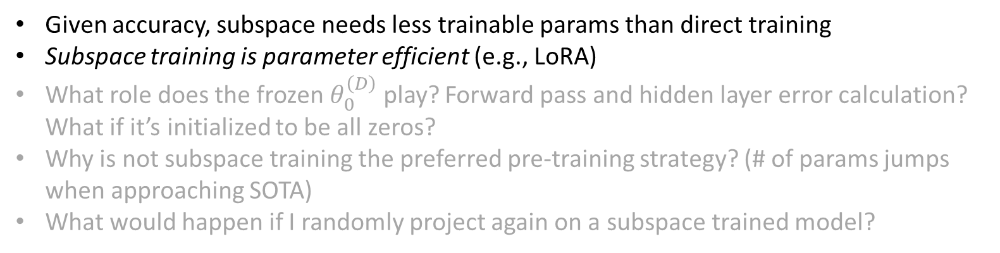 • Given accuracy, subspace needs less trainable params than direct training
• Subspace training is parameter efficient (e.g., LoRA)
• What role does the frozen θ₀⁽ᴰ⁾ play? Forward pass and hidden layer error calculation?
What if it’s initialized to be all zeros?
• Why is not subspace training the preferred pre-training strategy? (# of params jumps
when approaching SOTA)
• What would happen if I randomly project again on a subspace trained model?